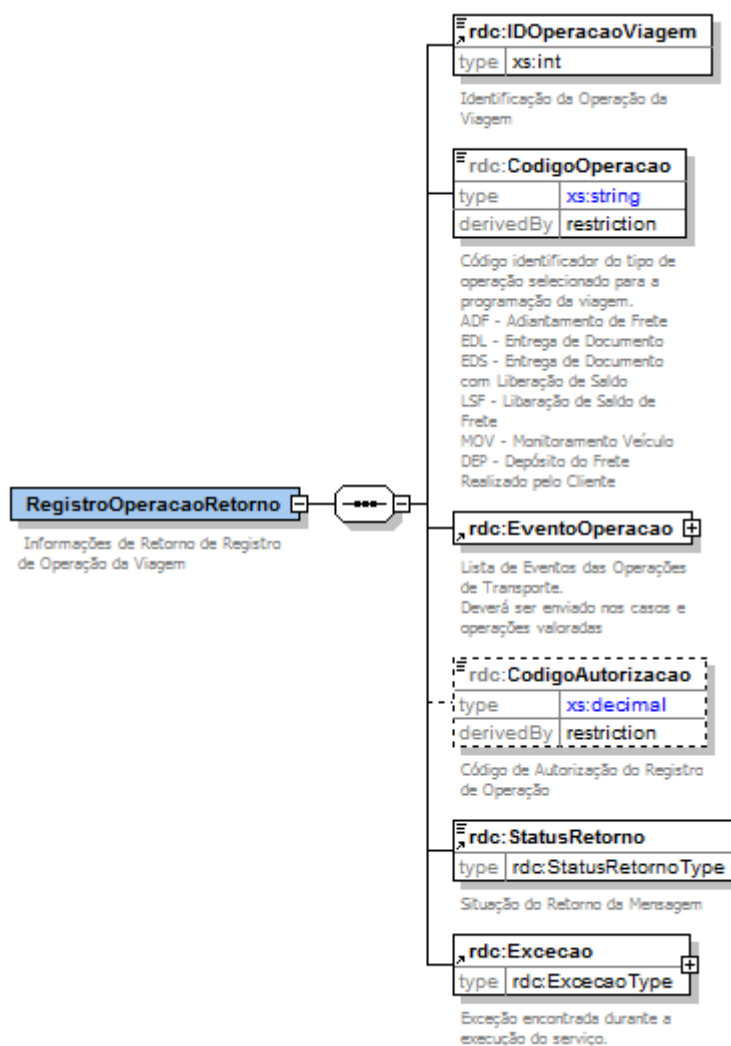 rdc:IDOperacaoViagem
type xs:int
Identificação da Operação da
Viagem
rdc:CodigoOperacao
type xs:string
derivedBy restriction
Código identificador do tipo de
operação selecionado para a
programação da viagem.
ADF - Adiantamento de Frete
EDL - Entrega de Documento
EDS - Entrega de Documento
com Liberação de Saldo
LSF - Libaração de Saldo de
Frete
MOV - Monitoramento Veículo
DEP - Depósito do Frete
Realizado pelo Cliente
RegistroOperacaoRetorno
Informações de Retorno de Registro
de Operação da Viagem
rdc:EventoOperacao
Lista de Eventos das Operações
de Transporte.
Deverá ser enviado nos casos e
operações valoradas
rdc:CodigoAutorizacao
type xs:decimal
derivedBy restriction
Código de Autorização do Registro
de Operação
rdc:StatusRetorno
type rdc:StatusRetornoType
Situação do Retorno da Mensagem
rdc:Excecao
type rdc:ExcecaoType
Exceção encontrada durante a
execução do serviço.